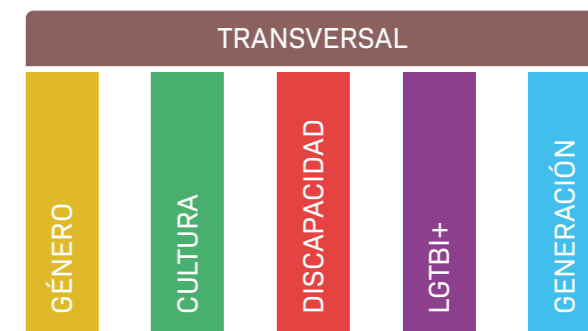 TRANSVERSAL
GÉNERO
CULTURA
DISCAPACIDAD
LGTBI+
GENERACIÓN